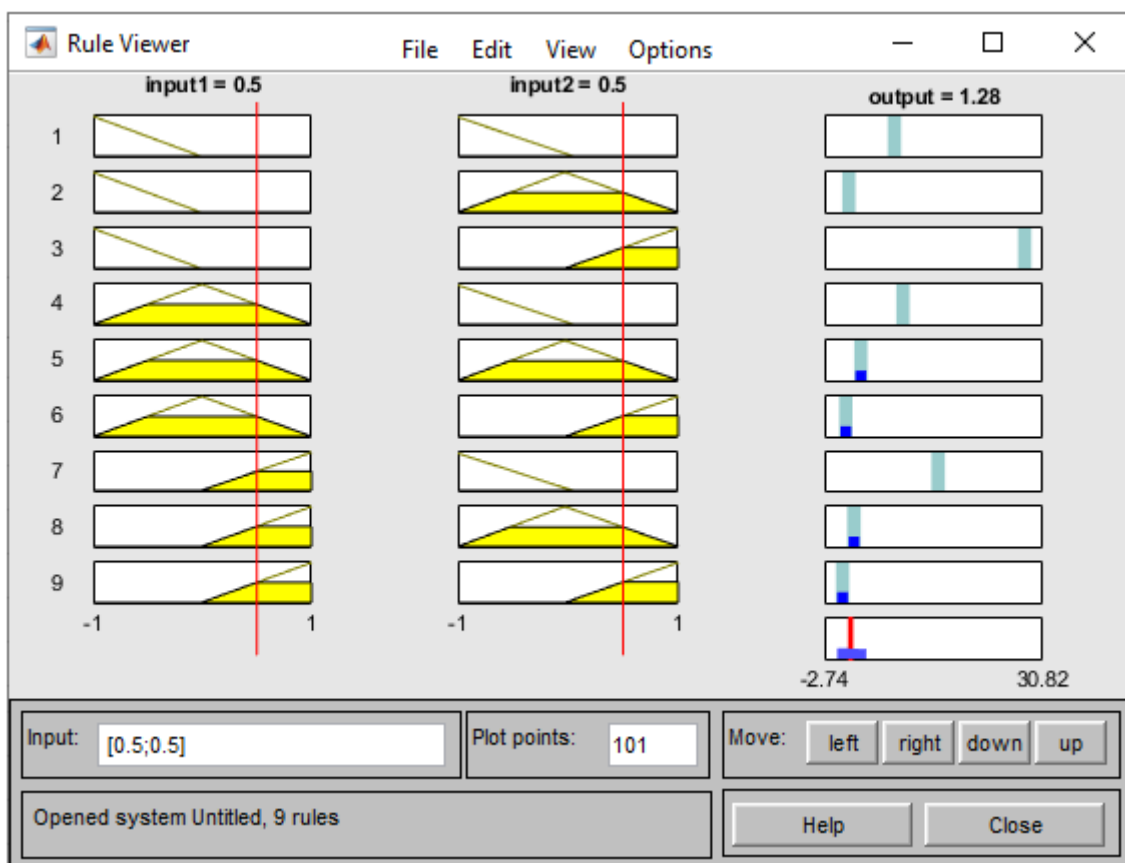 Rule Viewer File Edit View Options
input1 = 0.5 input2 = 0.5 output = 1.28
1
2
3
4
5
6
7
8
9
-1 1 -1 1
-2.74 30.82
Input: [0.5;0.5] Plot points: 101 Move: left right down up
Opened system Untitled, 9 rules Help Close